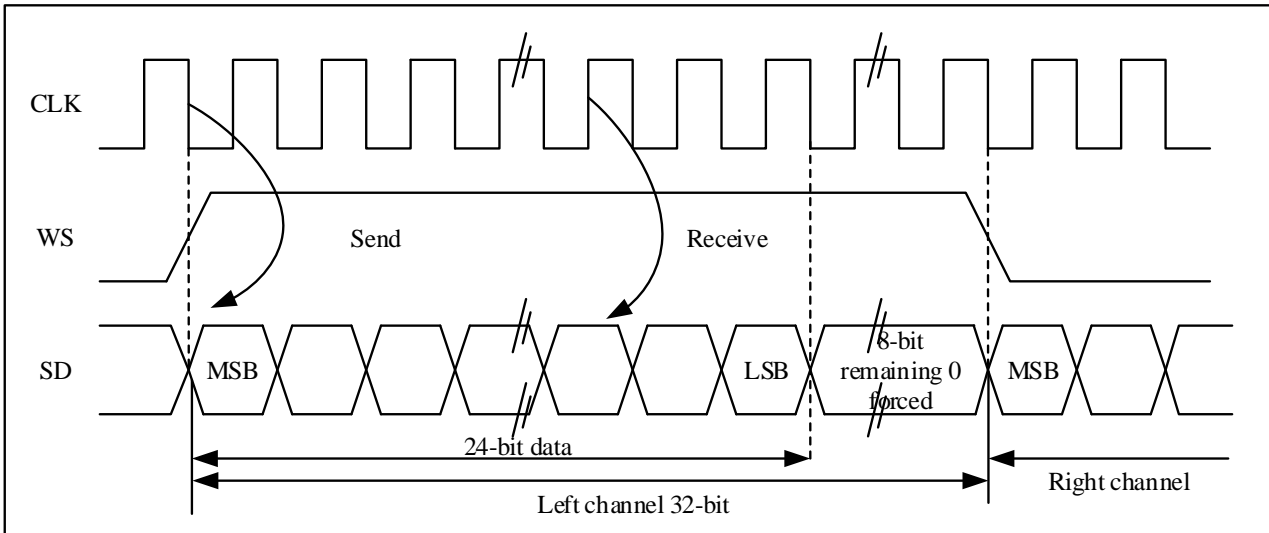 CLK
WS
Send
Receive
SD
MSB
LSB
8-bit
remaining 0
forced
MSB
24-bit data
Left channel 32-bit
Right channel